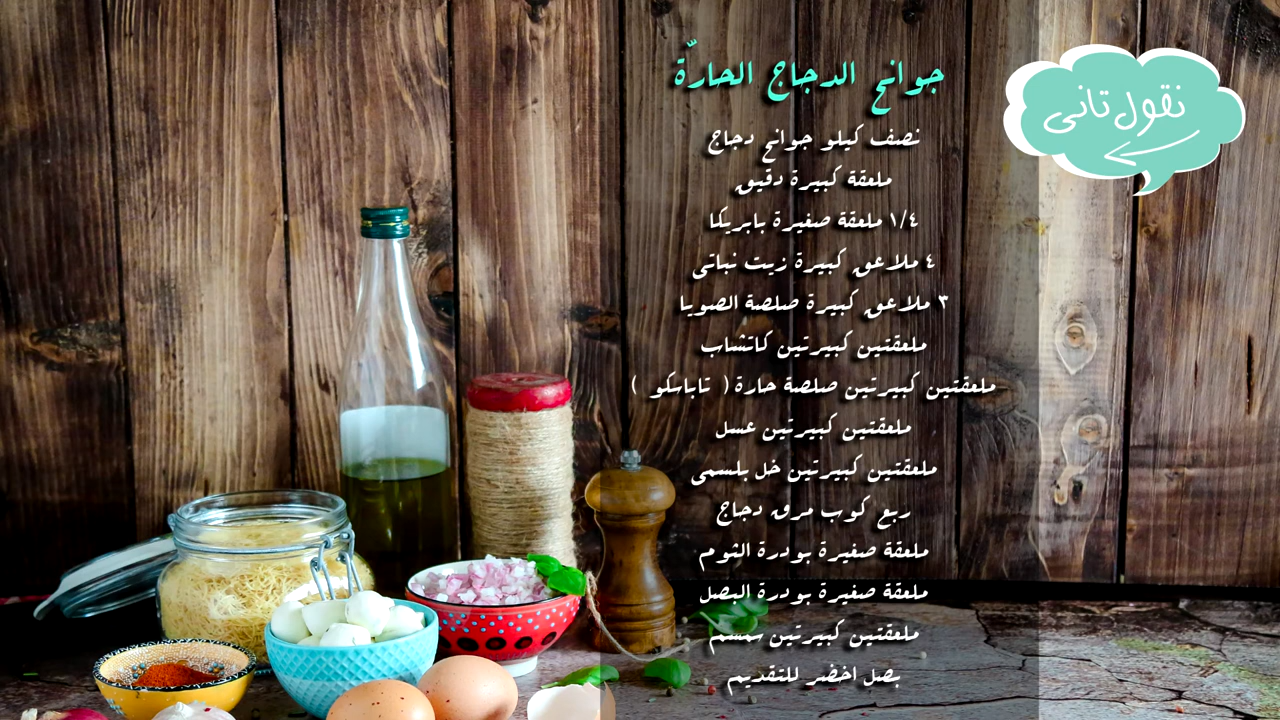 نقول تانى
جوانح الدجاج الحارّة
نصف كيلو جوانح دجاج
ملعقة كبيرة دقيق
١/٤ ملعقة صغيرة بابريكا
٤ ملاعق كبيرة زيت نباتى
٣ ملاعق كبيرة صلصة الصويا
ملعقتين كبيرتين كاتشاب
ملعقتين كبيرتين صلصة حارة ( تاباسكو )
ملعقتين كبيرتين عسل
ملعقتين كبيرتين خل بلسمى
ربع كوب مرق دجاج
ملعقة صغيرة بودرة الثوم
ملعقة صغيرة بودرة البصل
ملعقتين كبيرتين سمسم
بصل اخضر للتقديم